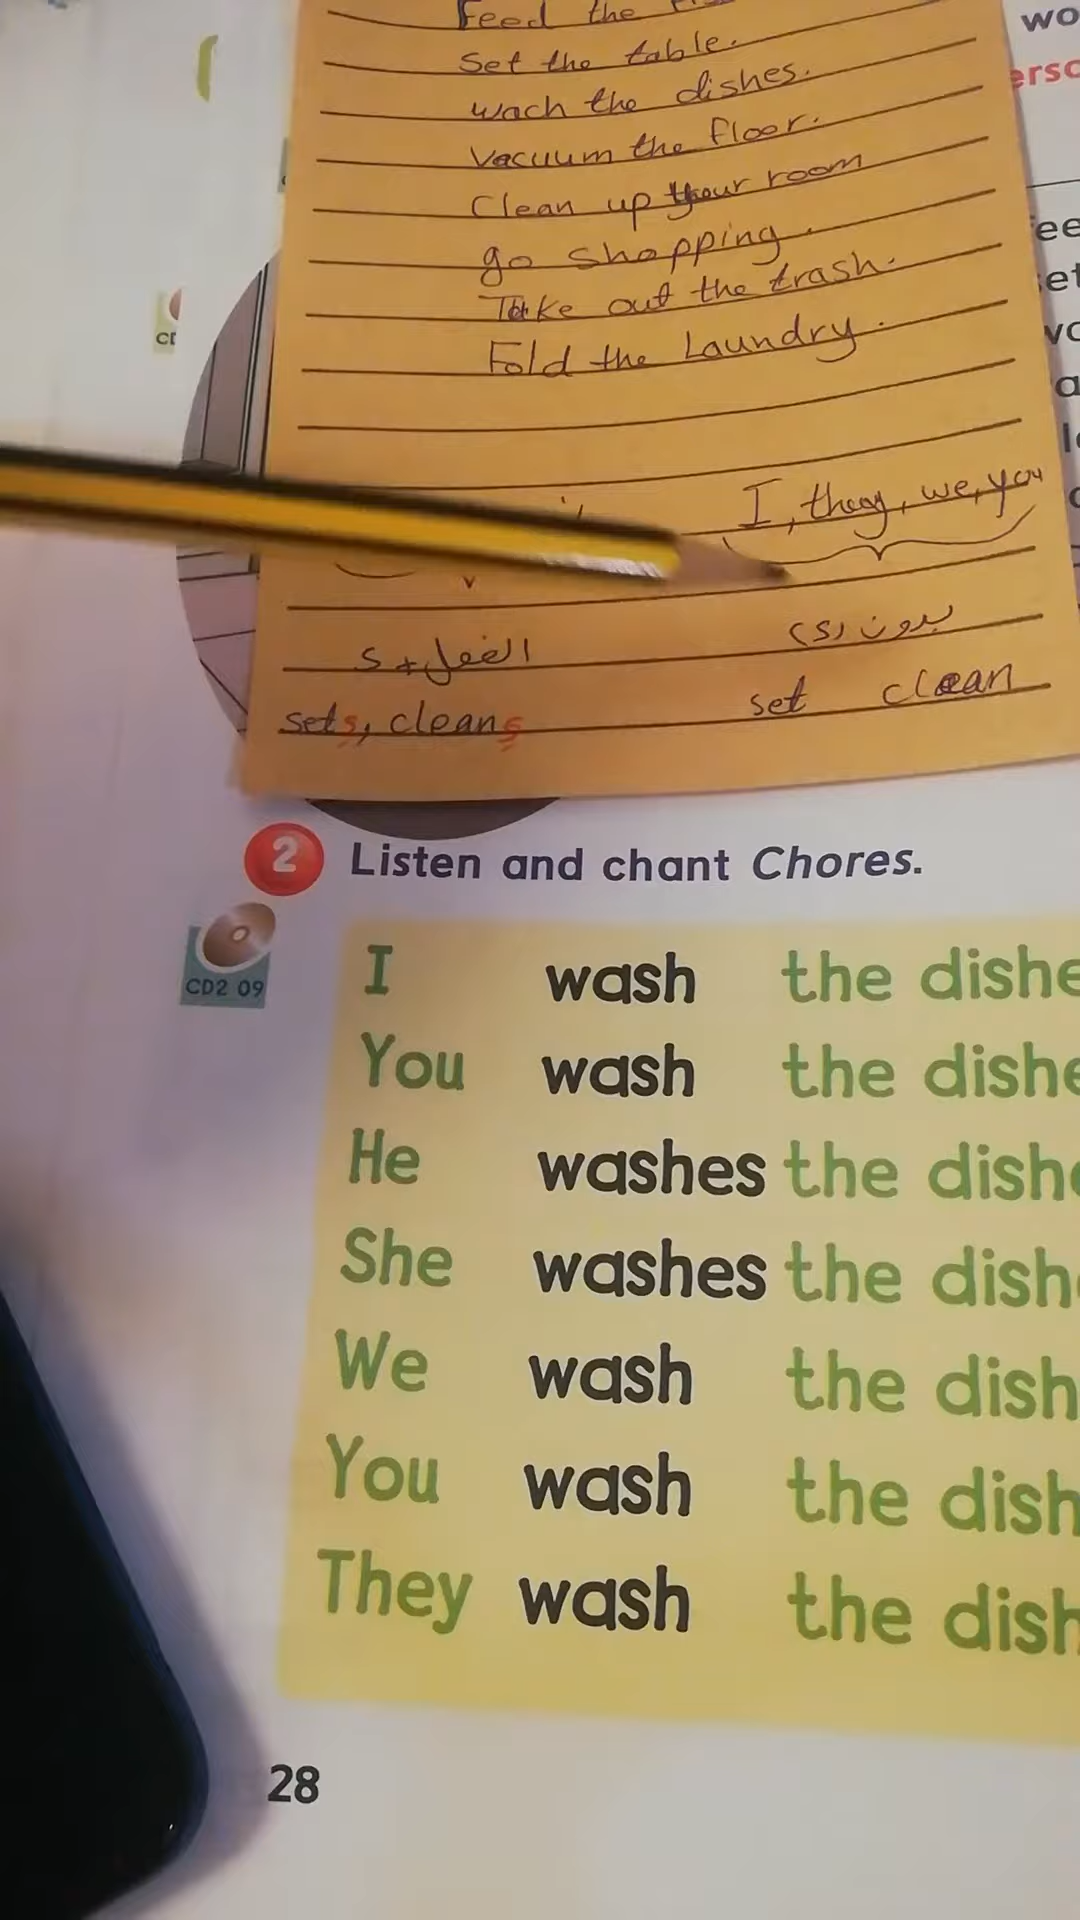 Feed the
Set the table.
wach the dishes.
Vacuum the floor.
Clean up your room
go shopping.
Take out the trash.
Fold the Laundry.
I, they, we, you
الفعل + s
بدون (s)
sets, cleans
set clean
2 Listen and chant Chores.
CD2 09
I wash the dishe
You wash the dishe
He washes the dishe
She washes the dish
We wash the dish
You wash the dish
They wash the dish
28